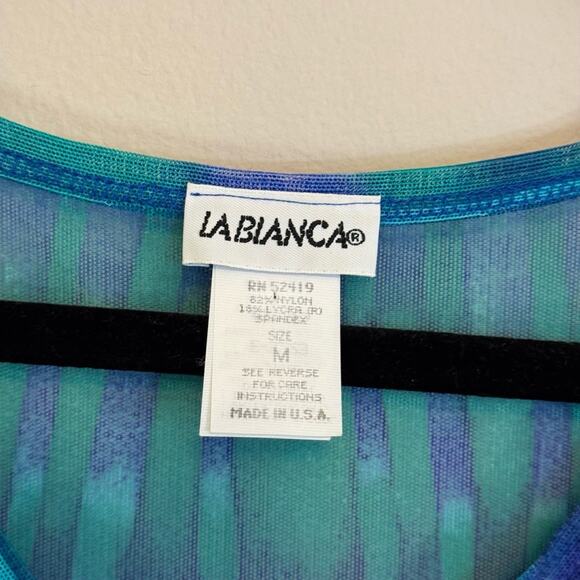 LABIANCA®
RN 52419
82% NYLON
18% LYCRA (R)
SPANDEX
SIZE
M
SEE REVERSE
FOR CARE
INSTRUCTIONS
MADE IN U.S.A.